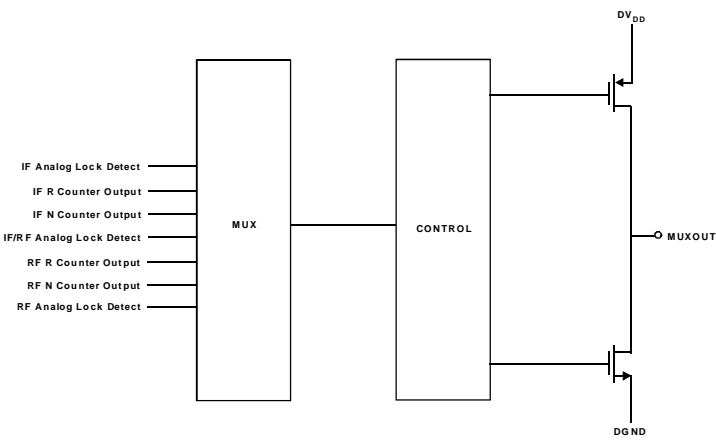 DVDD
IF Analog Lock Detect
IF R Counter Output
IF N Counter Output
IF/RF Analog Lock Detect
RF R Counter Output
RF N Counter Output
RF Analog Lock Detect
MUX
CONTROL
MUXOUT
DGND